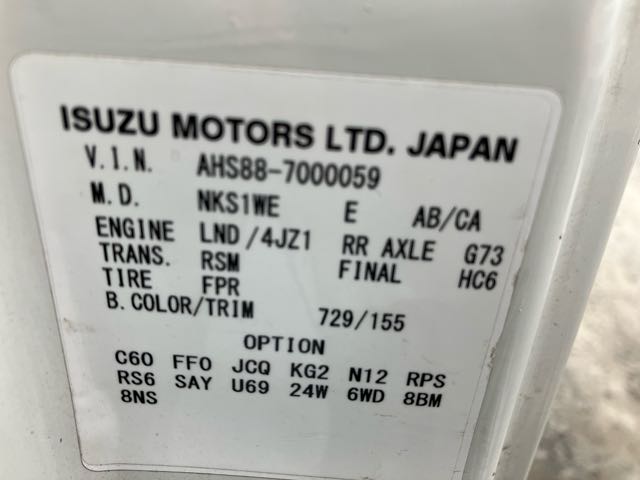 ISUZU MOTORS LTD. JAPAN
V.I.N. AHS88-7000059
M.D. NKS1WE E AB/CA
ENGINE LND/4JZ1 RR AXLE G73
TRANS. RSM FINAL HC6
TIRE FPR
B.COLOR/TRIM 729/155
OPTION
C60 FF0 JCQ KG2 N12 RPS
RS6 SAY U69 24W 6WD 8BM
8NS